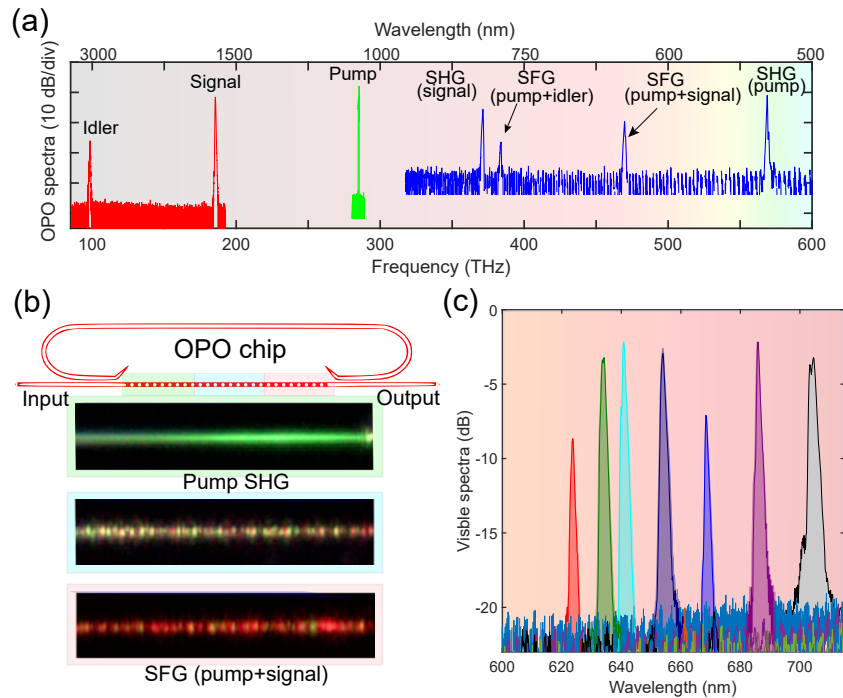 (a)
Wavelength (nm)
3000 1500 1000 750 600 500
OPO spectra (10 dB/div)
Idler
Signal
Pump
SHG
(signal)
SFG
(pump+idler)
SFG
(pump+signal)
SHG
(pump)
100 200 300 400 500 600
Frequency (THz)
(b)
OPO chip
Input
Output
Pump SHG
SFG (pump+signal)
(c)
Visble spectra (dB)
0
−5
−10
−15
−20
600 620 640 660 680 700
Wavelength (nm)